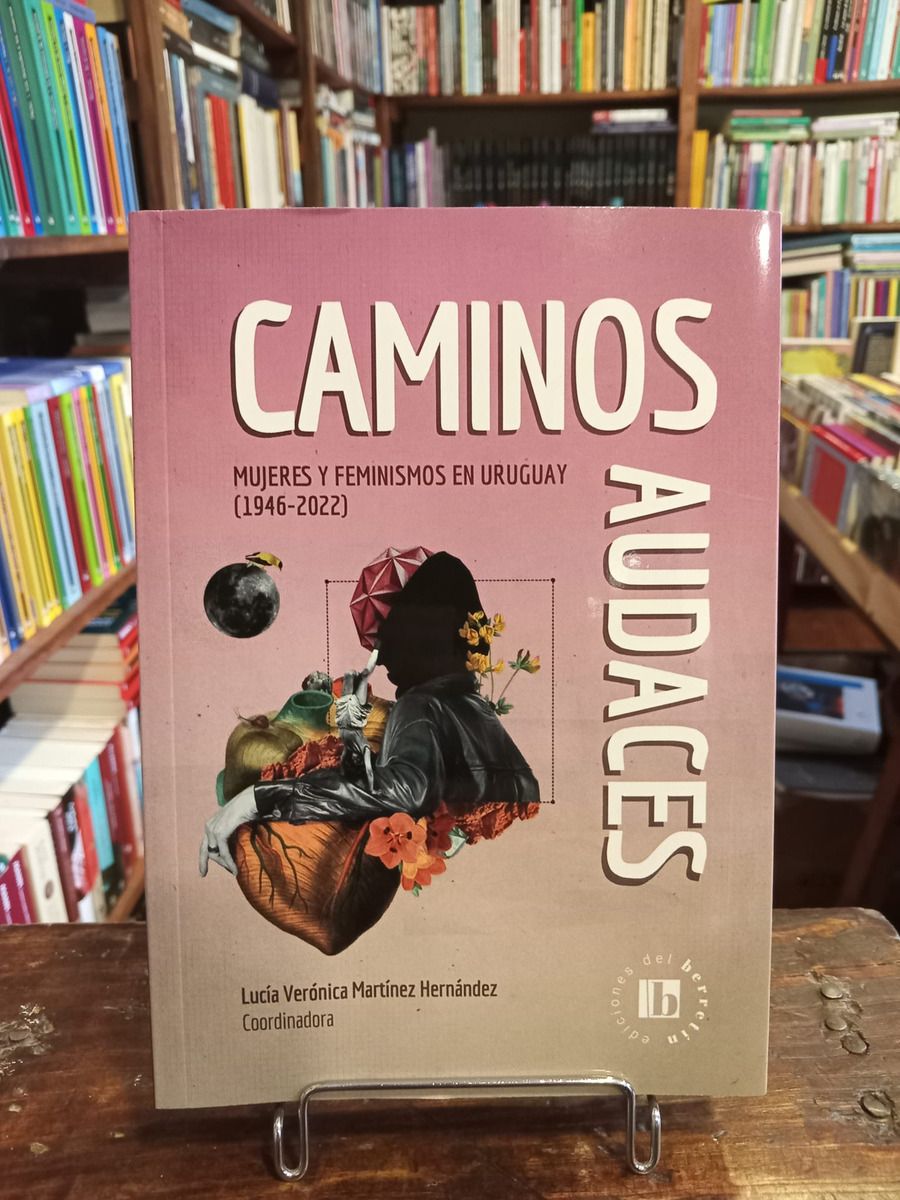 CAMINOS
AUDACES
MUJERES Y FEMINISMOS EN URUGUAY
(1946-2022)
Lucía Verónica Martínez Hernández
Coordinadora
ediciones del berretín
b